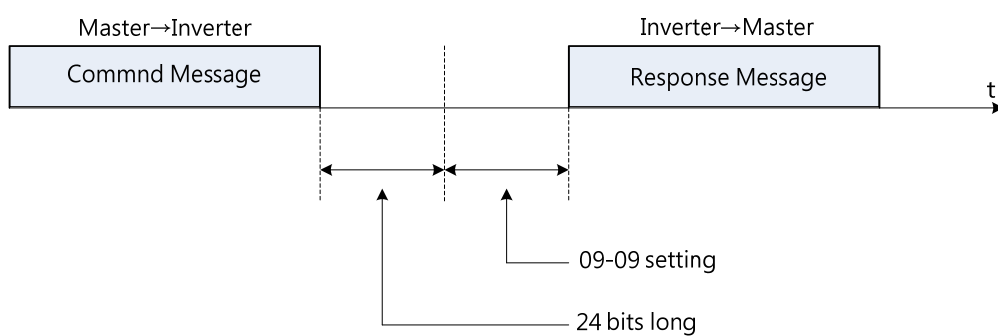 Master→Inverter
Inverter→Master
Commnd Message
Response Message
t
09-09 setting
24 bits long